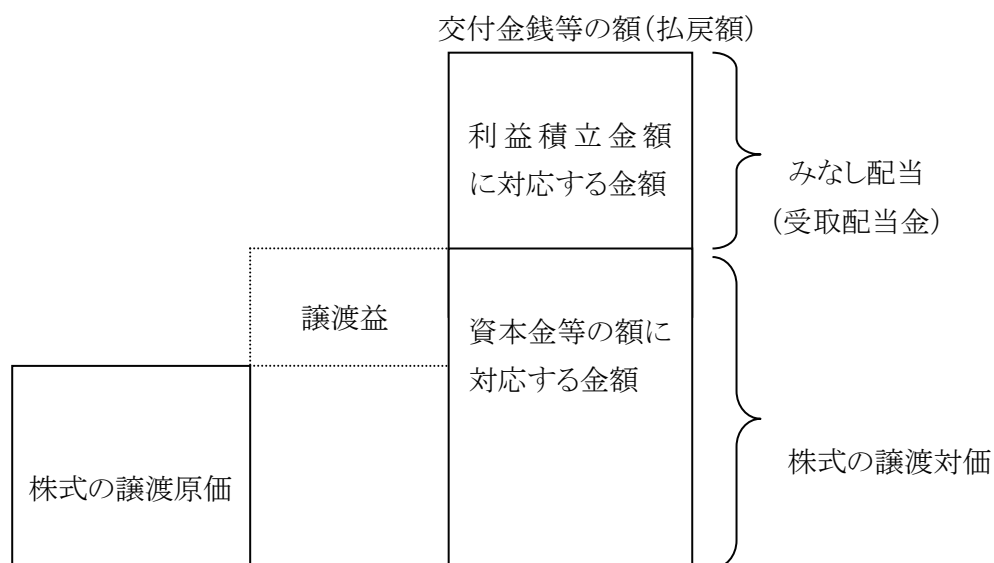 交付金銭等の額(払戻額)
利益積立金額
に対応する金額
みなし配当
(受取配当金)
譲渡益
資本金等の額に
対応する金額
株式の譲渡原価
株式の譲渡対価